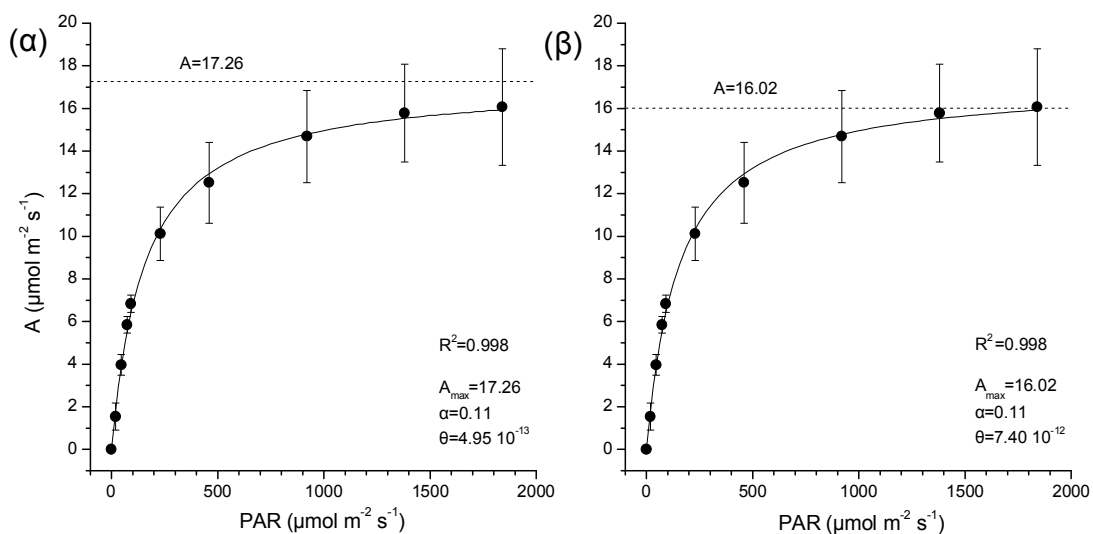 (α)
20
18
16
14
12
10
8
6
4
2
0
A (μmol m⁻² s⁻¹)
A=17.26
R²=0.998
A_max=17.26
α=0.11
θ=4.95 10⁻¹³
0 500 1000 1500 2000
PAR (μmol m⁻² s⁻¹)
(β)
20
18
16
14
12
10
8
6
4
2
0
A=16.02
R²=0.998
A_max=16.02
α=0.11
θ=7.40 10⁻¹²
0 500 1000 1500 2000
PAR (μmol m⁻² s⁻¹)